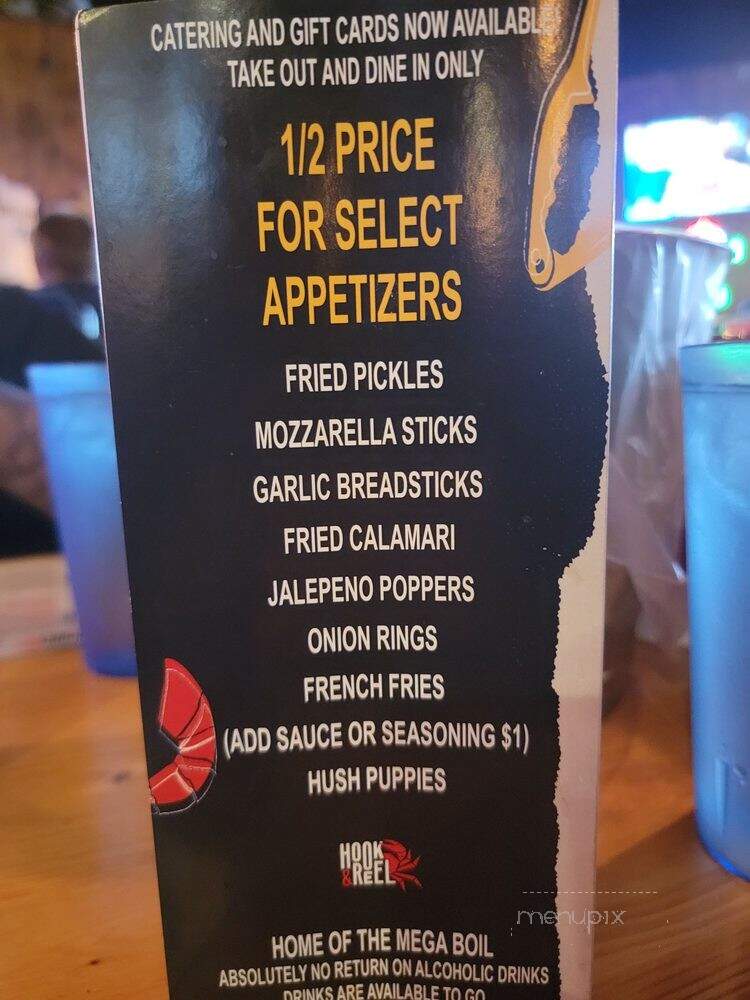 CATERING AND GIFT CARDS NOW AVAILABLE
TAKE OUT AND DINE IN ONLY
1/2 PRICE
FOR SELECT
APPETIZERS
FRIED PICKLES
MOZZARELLA STICKS
GARLIC BREADSTICKS
FRIED CALAMARI
JALEPENO POPPERS
ONION RINGS
FRENCH FRIES
(ADD SAUCE OR SEASONING $1)
HUSH PUPPIES
HOOK
& REEL
menupix
HOME OF THE MEGA BOIL
ABSOLUTELY NO RETURN ON ALCOHOLIC DRINKS
DRINKS ARE AVAILABLE TO GO